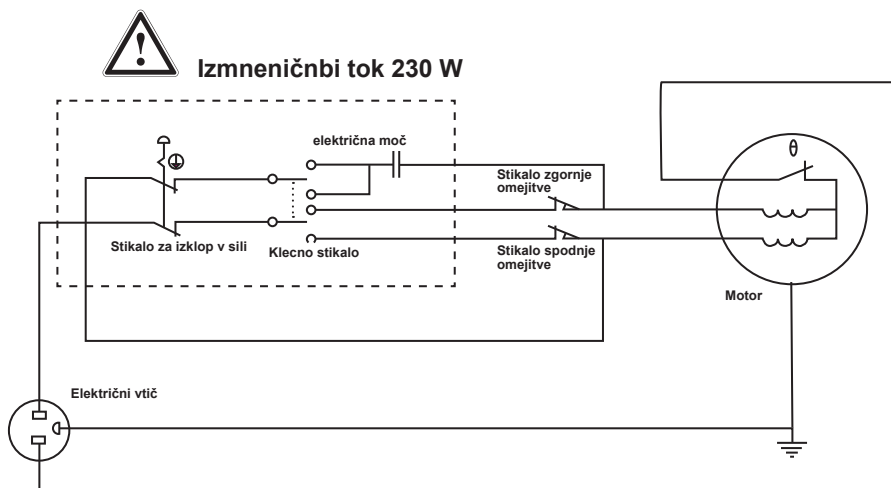 Izmneničnbi tok 230 W
električna moč
Stikalo zgornje
omejitve
θ
Stikalo za izklop v sili
Klecno stikalo
Stikalo spodnje
omejitve
Motor
Električni vtič